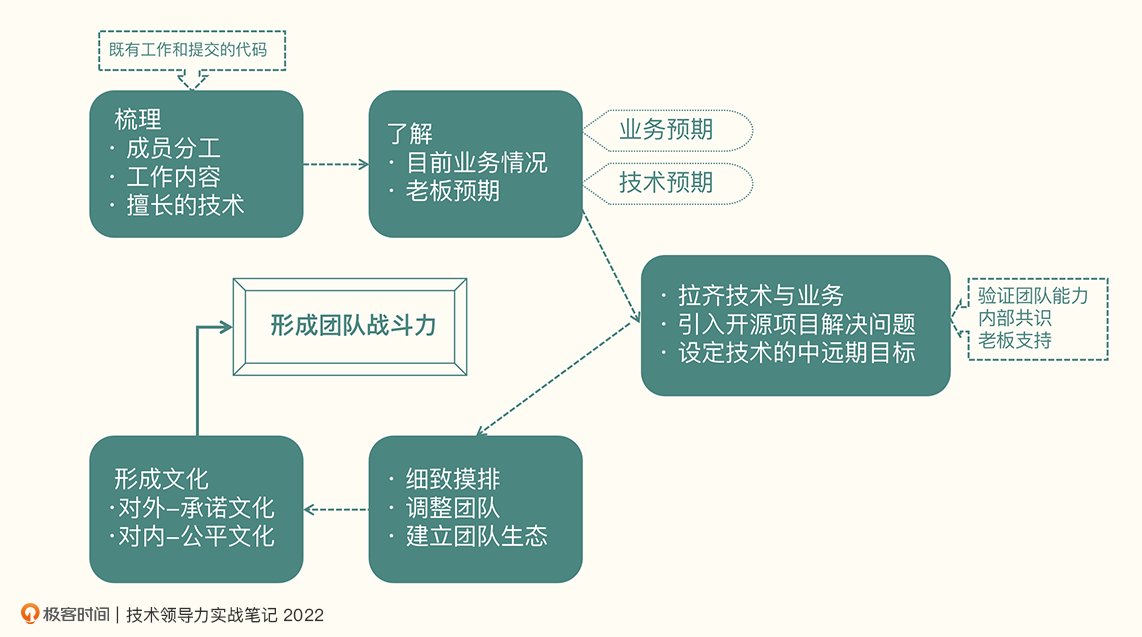 既有工作和提交的代码
梳理
· 成员分工
· 工作内容
· 擅长的技术
了解
· 目前业务情况
· 老板预期
业务预期
技术预期
· 拉齐技术与业务
· 引入开源项目解决问题
· 设定技术的中远期目标
验证团队能力
内部共识
老板支持
形成团队战斗力
形成文化
·对外–承诺文化
·对内–公平文化
· 细致摸排
· 调整团队
· 建立团队生态
极客时间 | 技术领导力实战笔记 2022